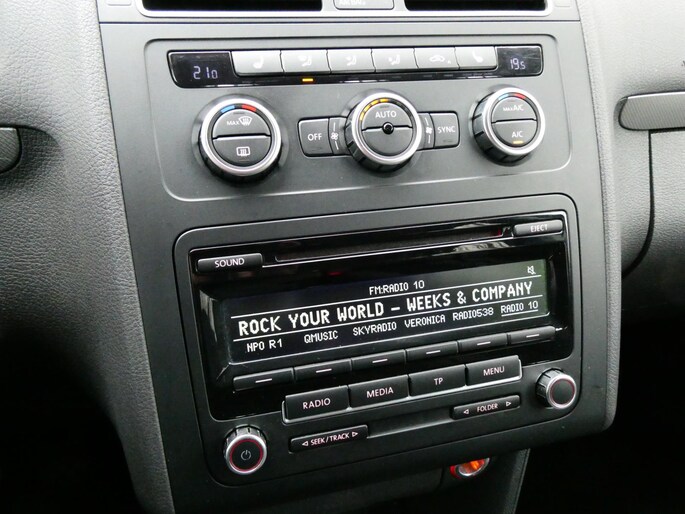 AIRBAG
21.0
19.5
MAX
OFF
AUTO
SYNC
MAX A/C
A/C
SOUND
EJECT
FM:RADIO 10
ROCK YOUR WORLD - WEEKS & COMPANY
NPO R1 QMUSIC SKYRADIO VERONICA RADIO538 RADIO 10
RADIO MEDIA TP MENU
SEEK / TRACK
FOLDER